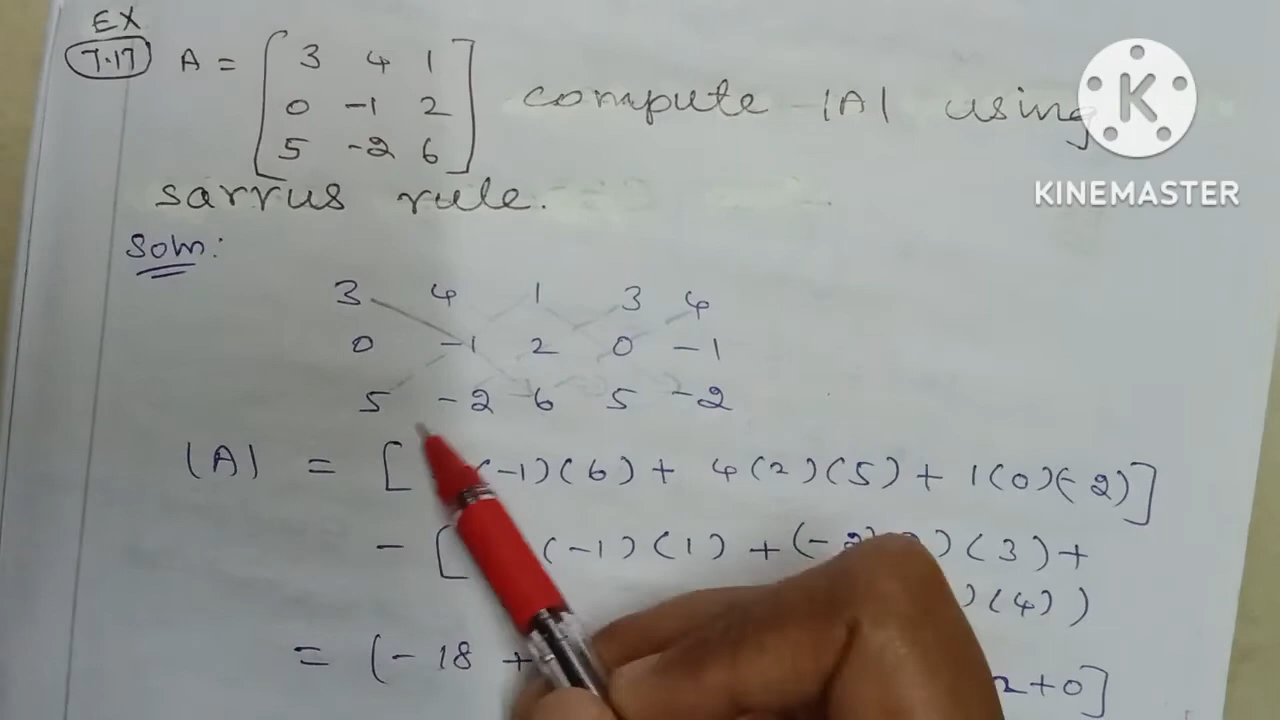 EX
7.17 A = [ 3 4 1
0 -1 2
5 -2 6 ] compute |A| using
sarrus rule.
Soln:
3 4 1 3 4
0 -1 2 0 -1
5 -2 6 5 -2
|A| = [ (-1)(6) + 4(2)(5) + 1(0)(-2)]
- [ (-1)(1) + (-2) )(3) +
)(4) )
= (-18 + 2+0]
KINEMASTER